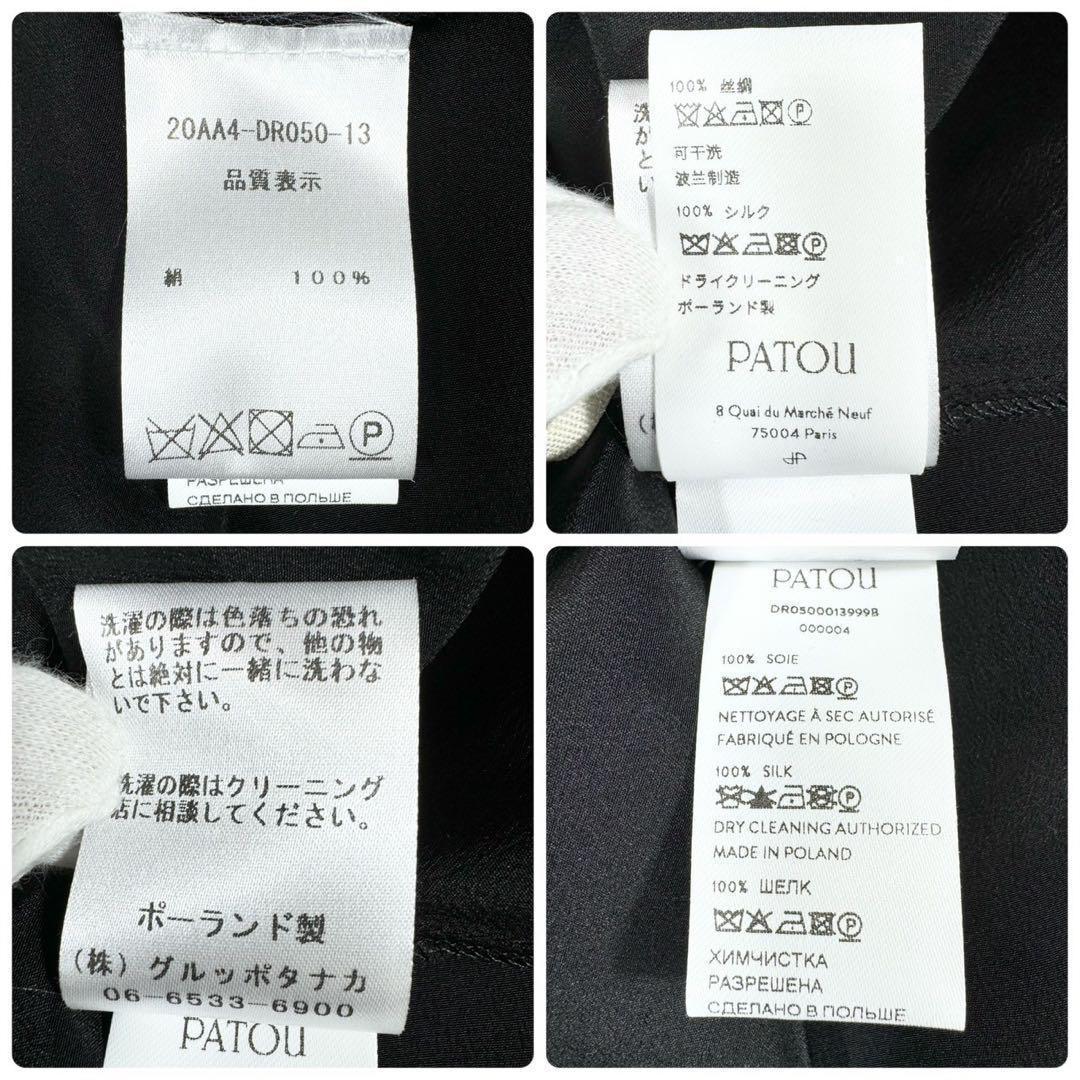 20AA4-DR050-13
品質表示
絹 100%
P
РАЗРЕШЕНА
СДЕЛАНО В ПОЛЬШЕ
洗
が
と
い
100% 丝绸
P
可干洗
波兰制造
100% シルク
P
ドライクリーニング
ポーランド製
PATOU
8 Quai du Marché Neuf
75004 Paris
JP
洗濯の際は色落ちの恐れ
がありますので、他の物
とは絶対に一緒に洗わな
いで下さい。
洗濯の際はクリーニング
店に相談してください。
ポーランド製
(株) グルッポタナカ
06-6533-6900
PATOU
PATOU
DR0500013999B
000004
100% SOIE
P
NETTOYAGE À SEC AUTORISÉ
FABRIQUÉ EN POLOGNE
100% SILK
P
DRY CLEANING AUTHORIZED
MADE IN POLAND
100% ШЕЛК
P
ХИМЧИСТКА
РАЗРЕШЕНА
СДЕЛАНО В ПОЛЬШЕ